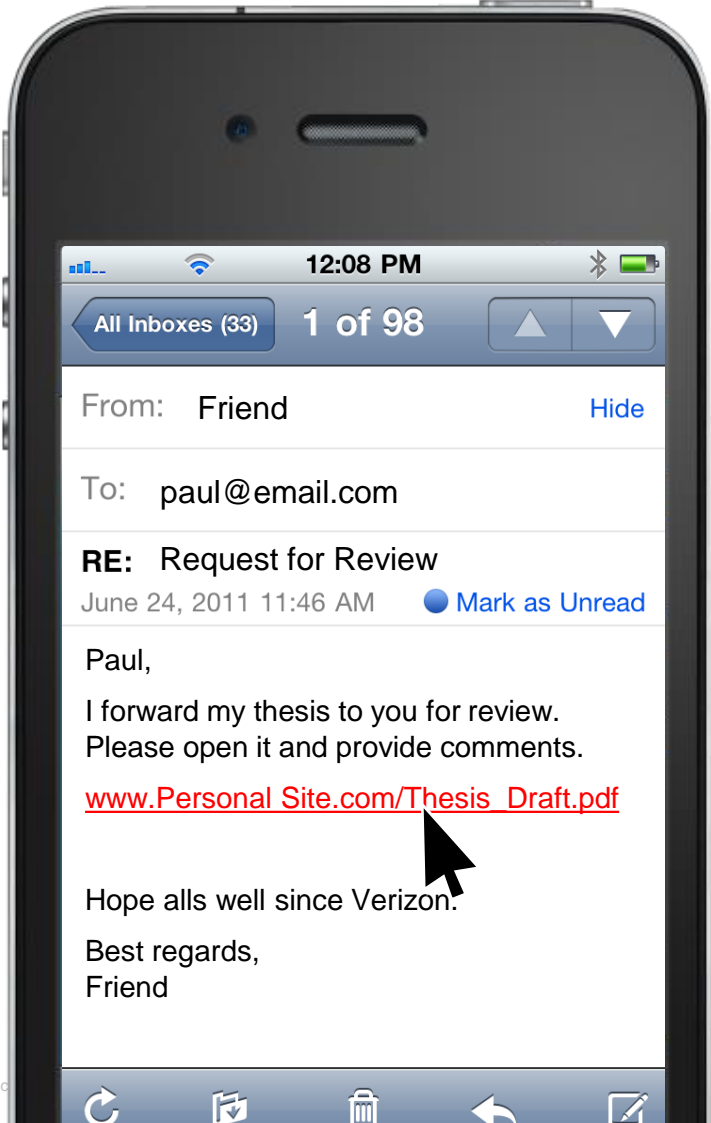 12:08 PM
All Inboxes (33) 1 of 98
From: Friend Hide
To: paul@email.com
RE: Request for Review
June 24, 2011 11:46 AM Mark as Unread
Paul,
I forward my thesis to you for review.
Please open it and provide comments.
www.Personal Site.com/Thesis_Draft.pdf
Hope alls well since Verizon.
Best regards,
Friend